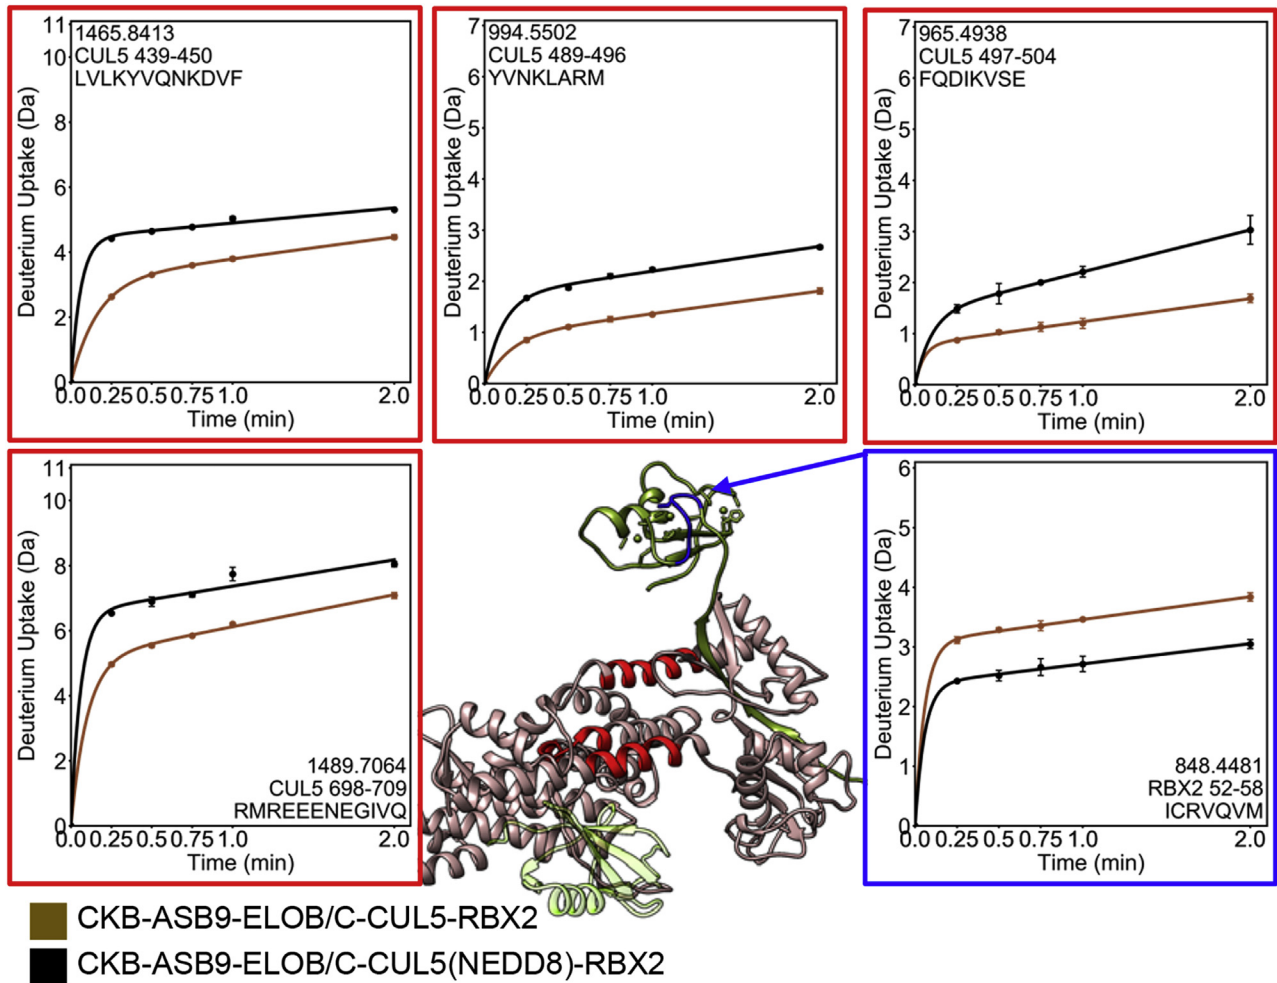 1465.8413
CUL5 439-450
LVLKYVQNKDVF
11
10
8
6
4
2
0
Deuterium Uptake (Da)
0.0 0.25 0.5 0.75 1.0 2.0
Time (min)
994.5502
CUL5 489-496
YVNKLARM
7
6
5
4
3
2
1
0
Deuterium Uptake (Da)
0.0 0.25 0.5 0.75 1.0 2.0
Time (min)
965.4938
CUL5 497-504
FQDIKVSE
7
6
5
4
3
2
1
0
Deuterium Uptake (Da)
0.0 0.25 0.5 0.75 1.0 2.0
Time (min)
11
10
8
6
4
2
0
Deuterium Uptake (Da)
1489.7064
CUL5 698-709
RMREEENEGIVQ
0.0 0.25 0.5 0.75 1.0 2.0
Time (min)
6
5
4
3
2
1
0
Deuterium Uptake (Da)
848.4481
RBX2 52-58
ICRVQVM
0.0 0.25 0.5 0.75 1.0 2.0
Time (min)
CKB-ASB9-ELOB/C-CUL5-RBX2
CKB-ASB9-ELOB/C-CUL5(NEDD8)-RBX2